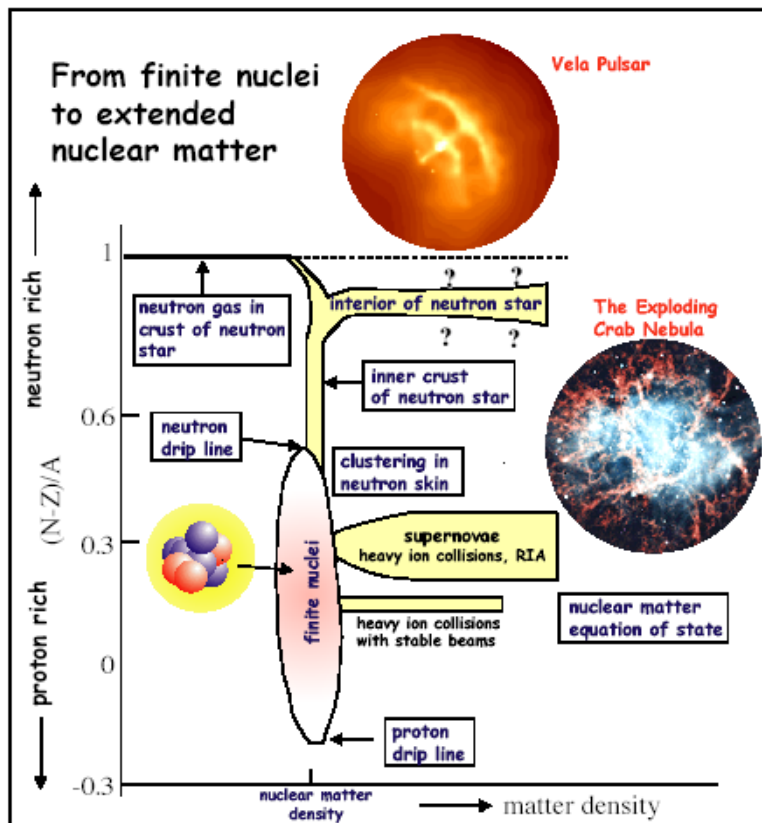 From finite nuclei
to extended
nuclear matter
Vela Pulsar
neutron rich
proton rich
(N-Z)/A
1
0.6
0.3
0
-0.3
neutron gas in
crust of neutron
star
? ?
interior of neutron star
? ?
The Exploding
Crab Nebula
inner crust
of neutron star
neutron
drip line
clustering in
neutron skin
supernovae
heavy ion collisions, RIA
finite nuclei
heavy ion collisions
with stable beams
nuclear matter
equation of state
proton
drip line
nuclear matter
density
matter density